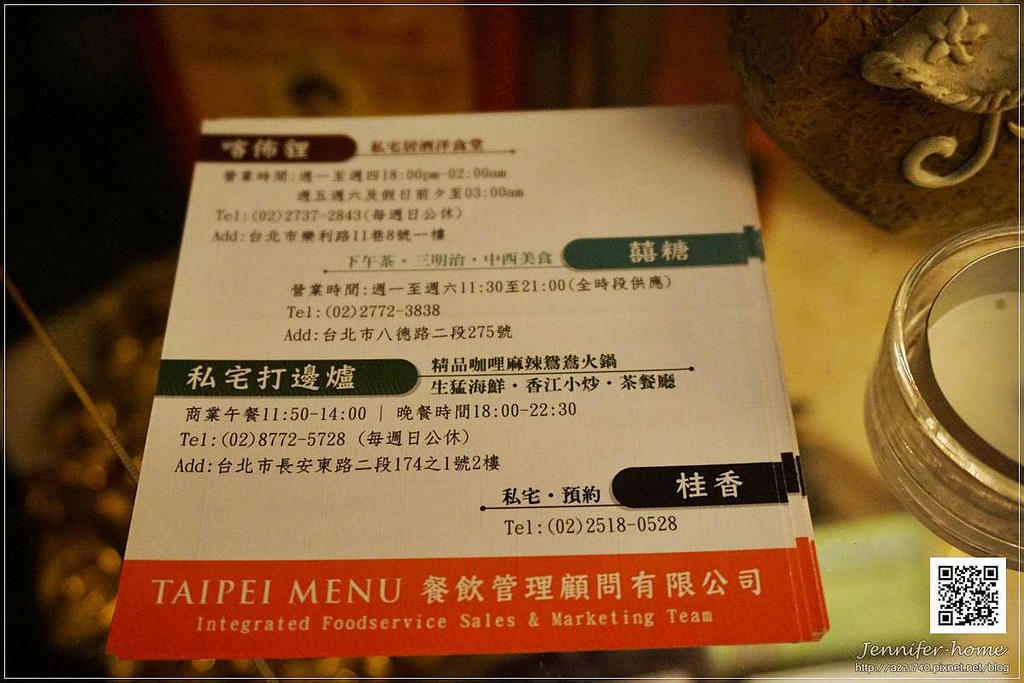 喀佈貍 私宅居酒洋食堂
營業時間:週一至週四18:00pm-02:00am
週五週六及假日前夕至03:00am
Tel:(02)2737-2843(每週日公休)
Add:台北市樂利路11巷8號一樓
下午茶・三明治・中西美食 囍糖
營業時間:週一至週六11:30至21:00(全時段供應)
Tel:(02)2772-3838
Add:台北市八德路二段275號
私宅打邊爐 精品咖哩麻辣鴛鴦火鍋
生猛海鮮・香江小炒・茶餐廳
商業午餐11:50-14:00 | 晚餐時間18:00-22:30
Tel:(02)8772-5728 (每週日公休)
Add:台北市長安東路二段174之1號2樓
私宅・預約 桂香
Tel:(02)2518-0528
TAIPEI MENU 餐飲管理顧問有限公司
Integrated Foodservice Sales & Marketing Team
Jennifer-home
http://a221740.pixnet.net/blog